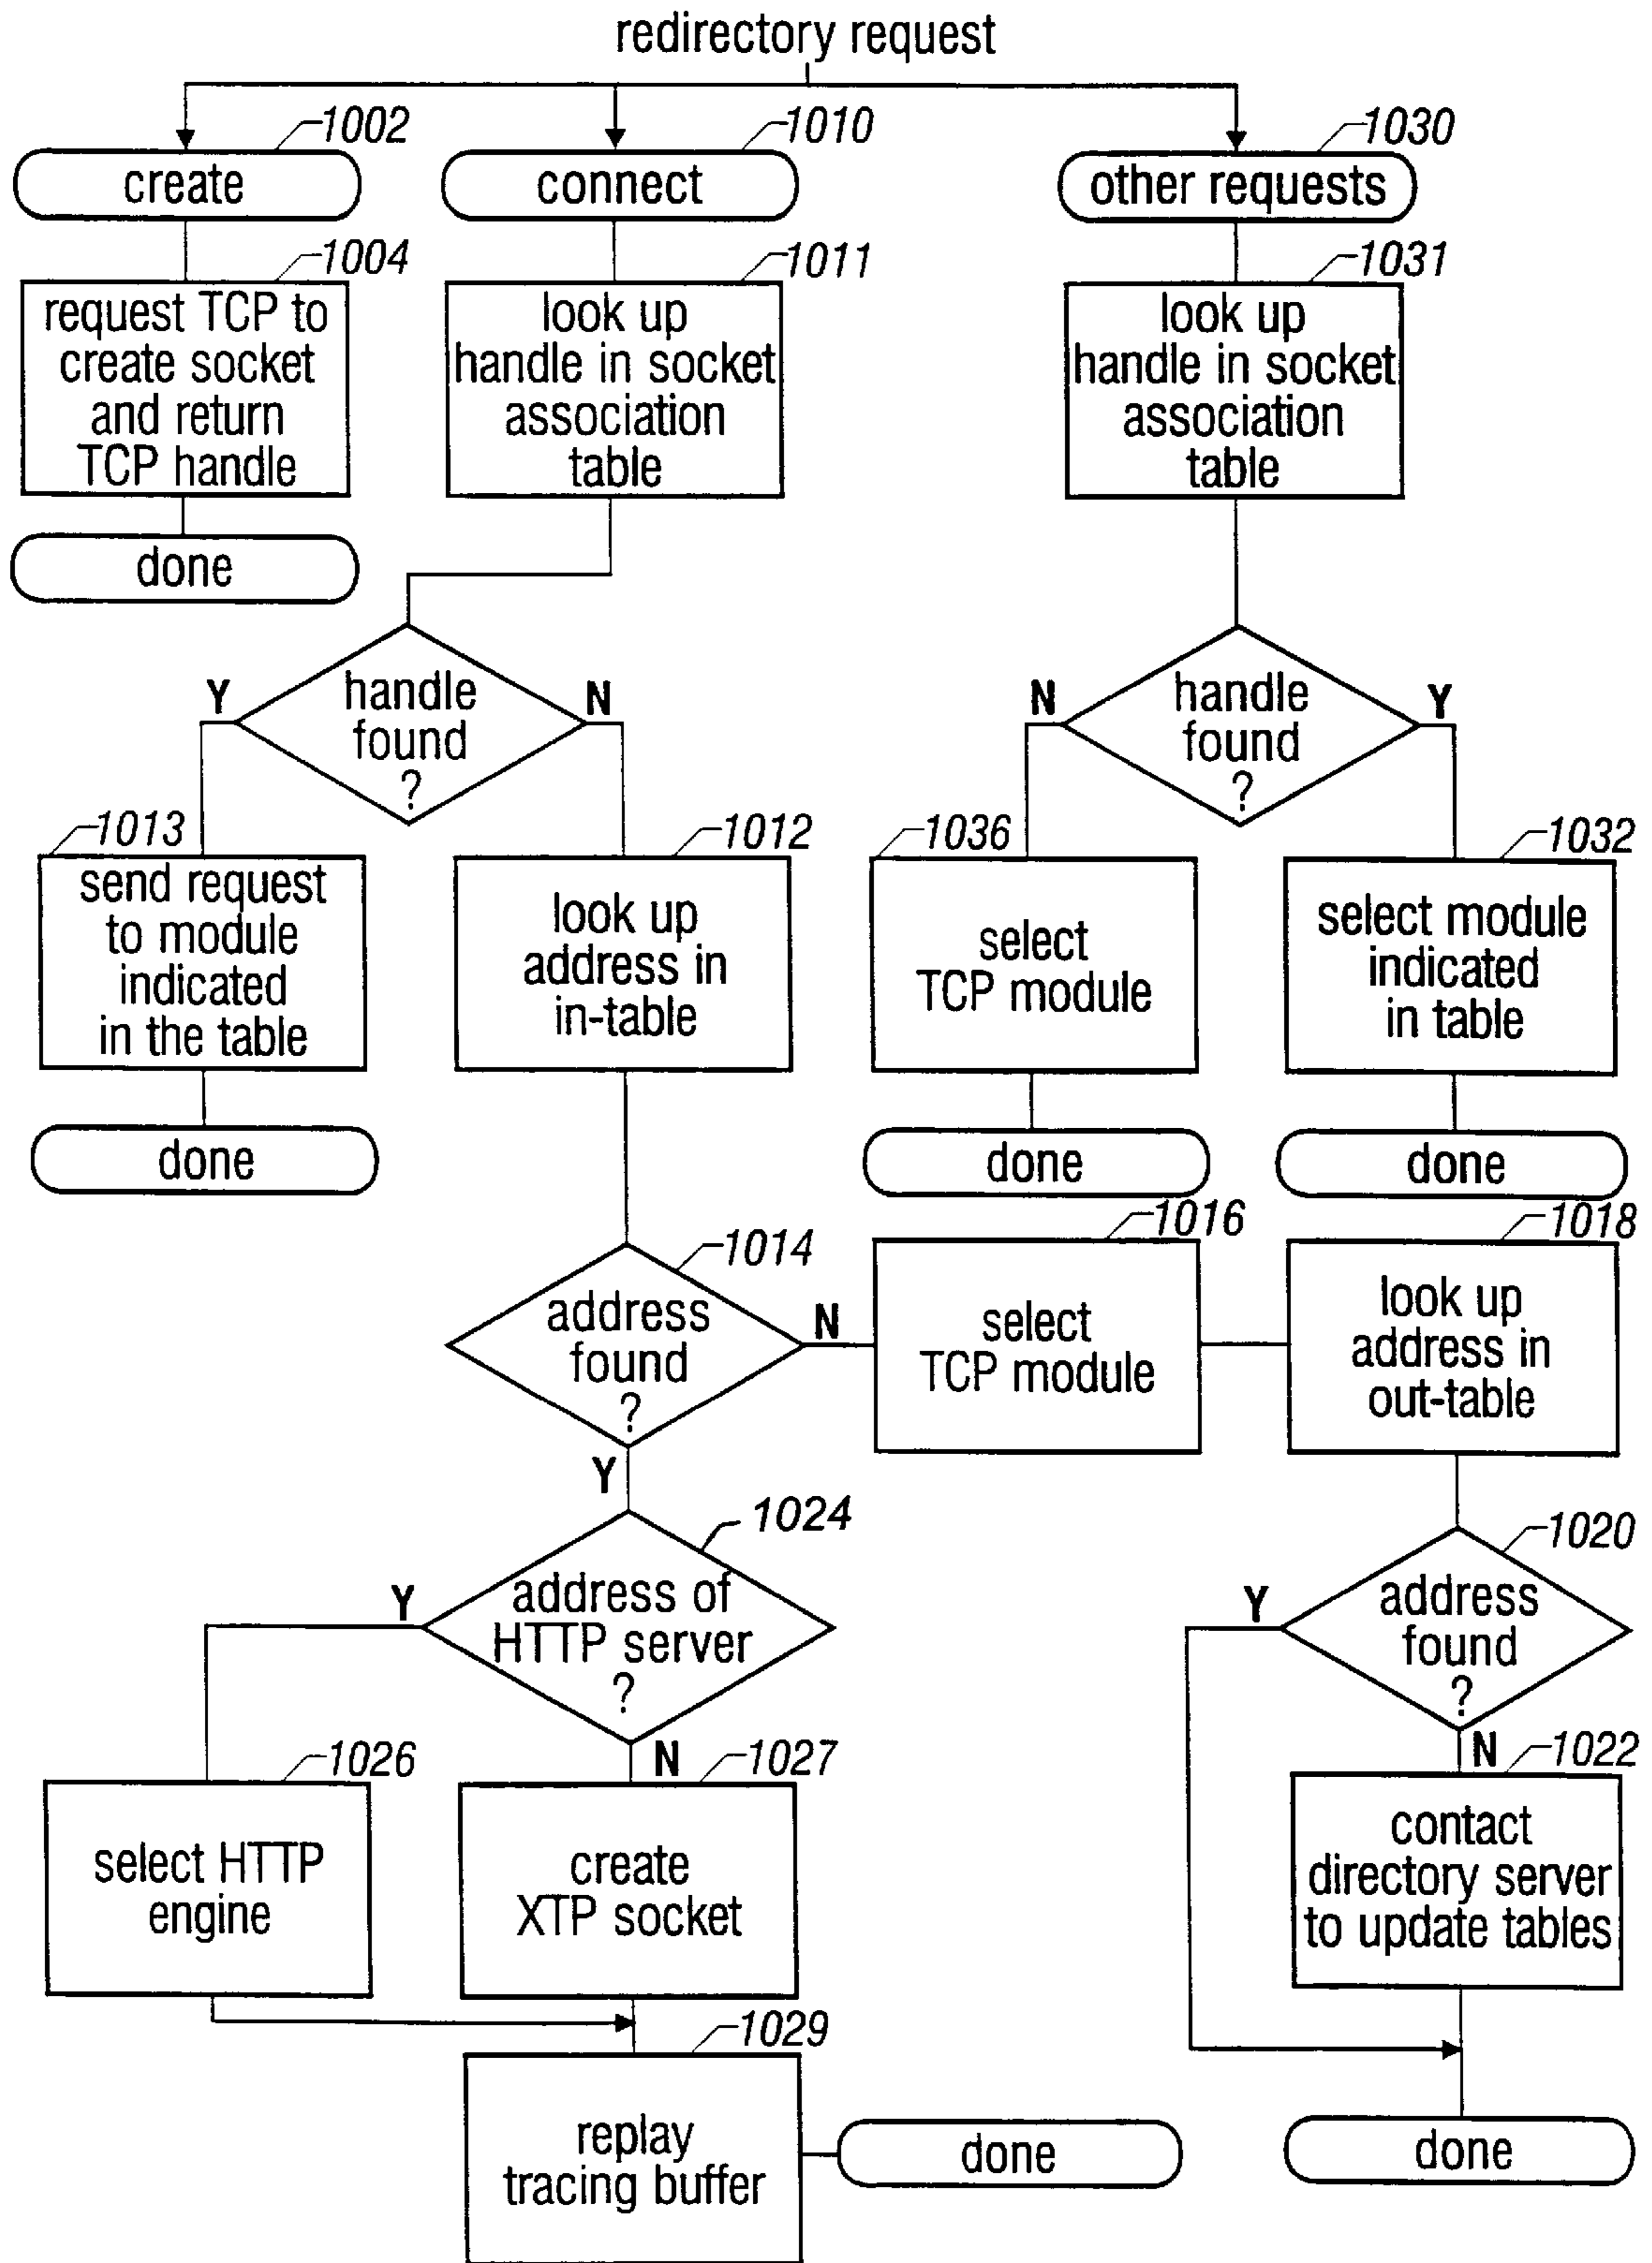 redirectory request
1002
create
1004
request TCP to
create socket
and return
TCP handle
done
1010
connect
1011
look up
handle in socket
association
table
handle
found
?
Y
N
1013
send request
to module
indicated
in the table
done
1012
look up
address in
in-table
1030
other requests
1031
look up
handle in socket
association
table
handle
found
?
N
Y
1036
select
TCP module
done
1032
select module
indicated
in table
done
1014
address
found
?
N
Y
1016
select
TCP module
1018
look up
address in
out-table
1020
address
found
?
Y
N
1022
contact
directory server
to update tables
done
1024
address of
HTTP server
?
Y
N
1026
select HTTP
engine
1027
create
XTP socket
1029
replay
tracing buffer
done